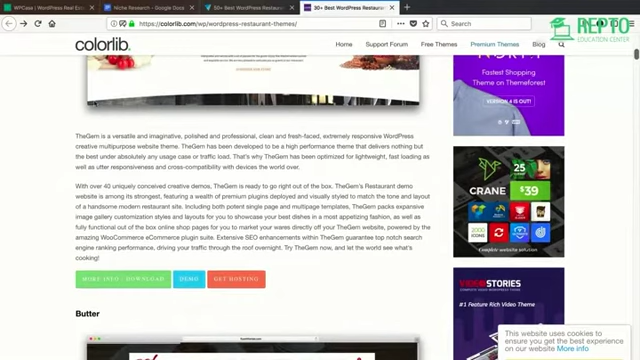 WPCasa | WordPress Real Est
Niche Research - Google Docs
50+ Best WordPress Restaur
30+ Best WordPress Restauran
https://colorlib.com/wp/wordpress-restaurant-themes/
Search
REPTO
EDUCATION CENTER
colorlib.
Home
Support Forum
Free Themes
Premium Themes
Blog
Fastest Shopping
Theme on Themeforest
VERSION 4 IS OUT!
TheGem is a versatile and imaginative, polished and professional, clean and fresh-faced, extremely responsive WordPress
creative multipurpose website theme. TheGem has been developed to be a high performance theme that delivers nothing but
the best under absolutely any usage case or traffic load. That's why TheGem has been optimized for lightweight, fast loading as
well as utter responsiveness and cross-compatibility with devices the world over.
With over 40 uniquely conceived creative demos, TheGem is ready to go right out of the box. TheGem's Restaurant demo
website is among its strongest, featuring a wealth of premium plugins deployed and visually styled to match the tone and layout
of a handsome modern restaurant site. Including both potent single page and multipage templates, TheGem packs expansive
image gallery customization styles and layouts for you to showcase your best dishes in a most appetizing fashion, as well as
fully functional out of the box online shop pages for you to market your wares directly off your TheGem website, powered by the
amazing WooCommerce eCommerce plugin suite. Extensive SEO enhancements within TheGem guarantee top notch search
engine ranking performance, driving your traffic through the roof overnight. Try TheGem now, and let the world see what's
cooking!
CRANE
$39
Complete website solution
MORE INFO / DOWNLOAD
DEMO
GET HOSTING
VIDEO STORIES
#1 Feature Rich Video Theme
Butter
This website uses cookies to
ensure you get the best experience
on our website More info